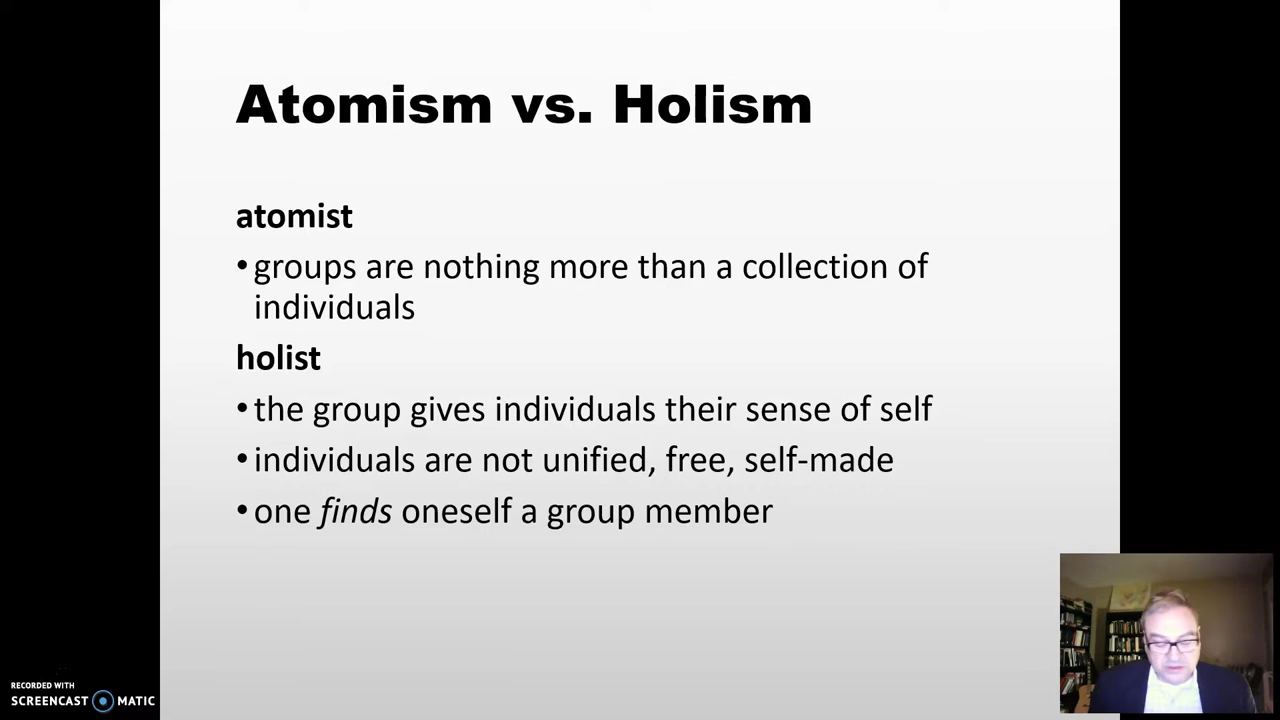 Atomism vs. Holism
atomist
•groups are nothing more than a collection of
individuals
holist
•the group gives individuals their sense of self
•individuals are not unified, free, self-made
•one finds oneself a group member
RECORDED WITH
SCREENCAST MATIC